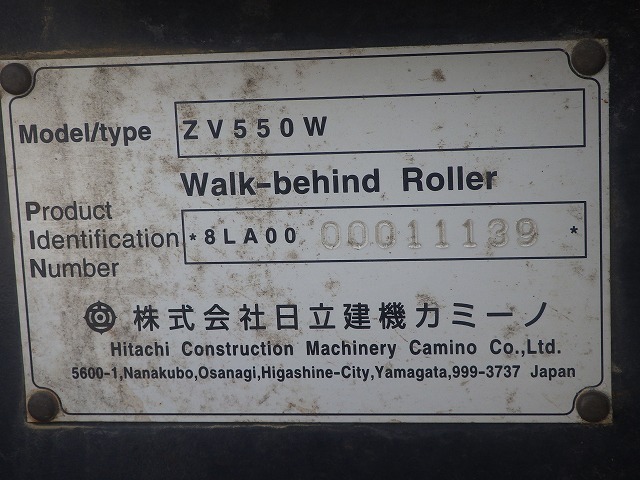 Model/type ZV550W
Walk-behind Roller
Product
Identification *8LA00 00011139 *
Number
株式会社日立建機カミーノ
Hitachi Construction Machinery Camino Co.,Ltd.
5600-1,Nanakubo,Osanagi,Higashine-City,Yamagata,999-3737 Japan